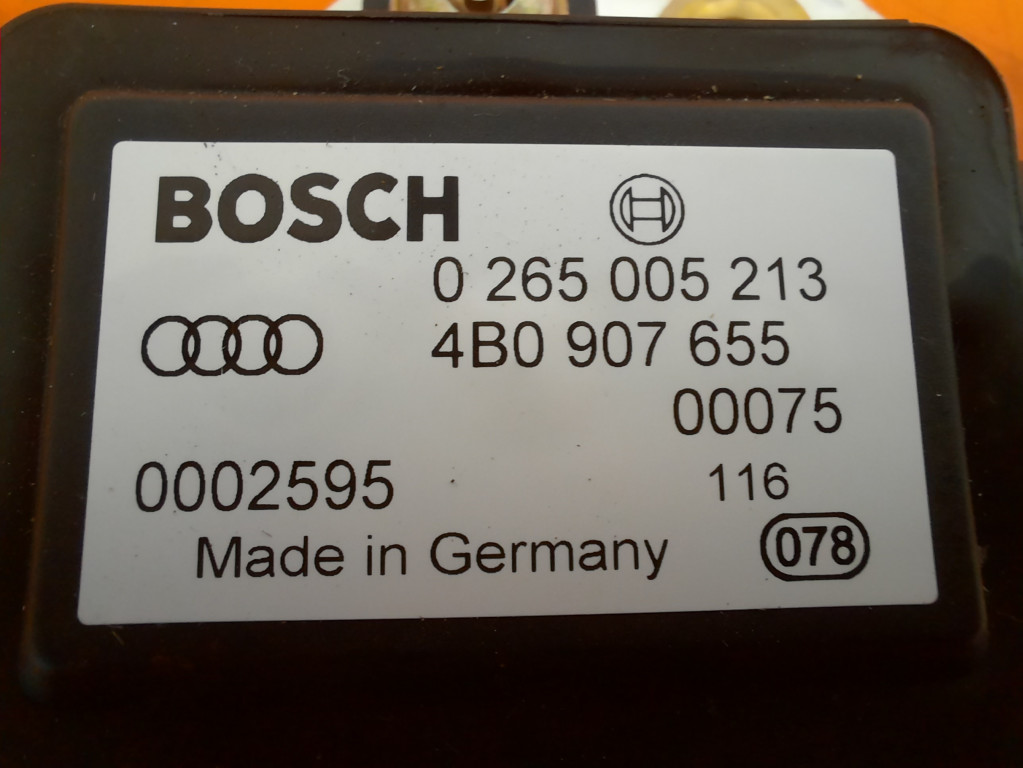 BOSCH
0 265 005 213
4B0 907 655
00075
0002595 116
Made in Germany 078